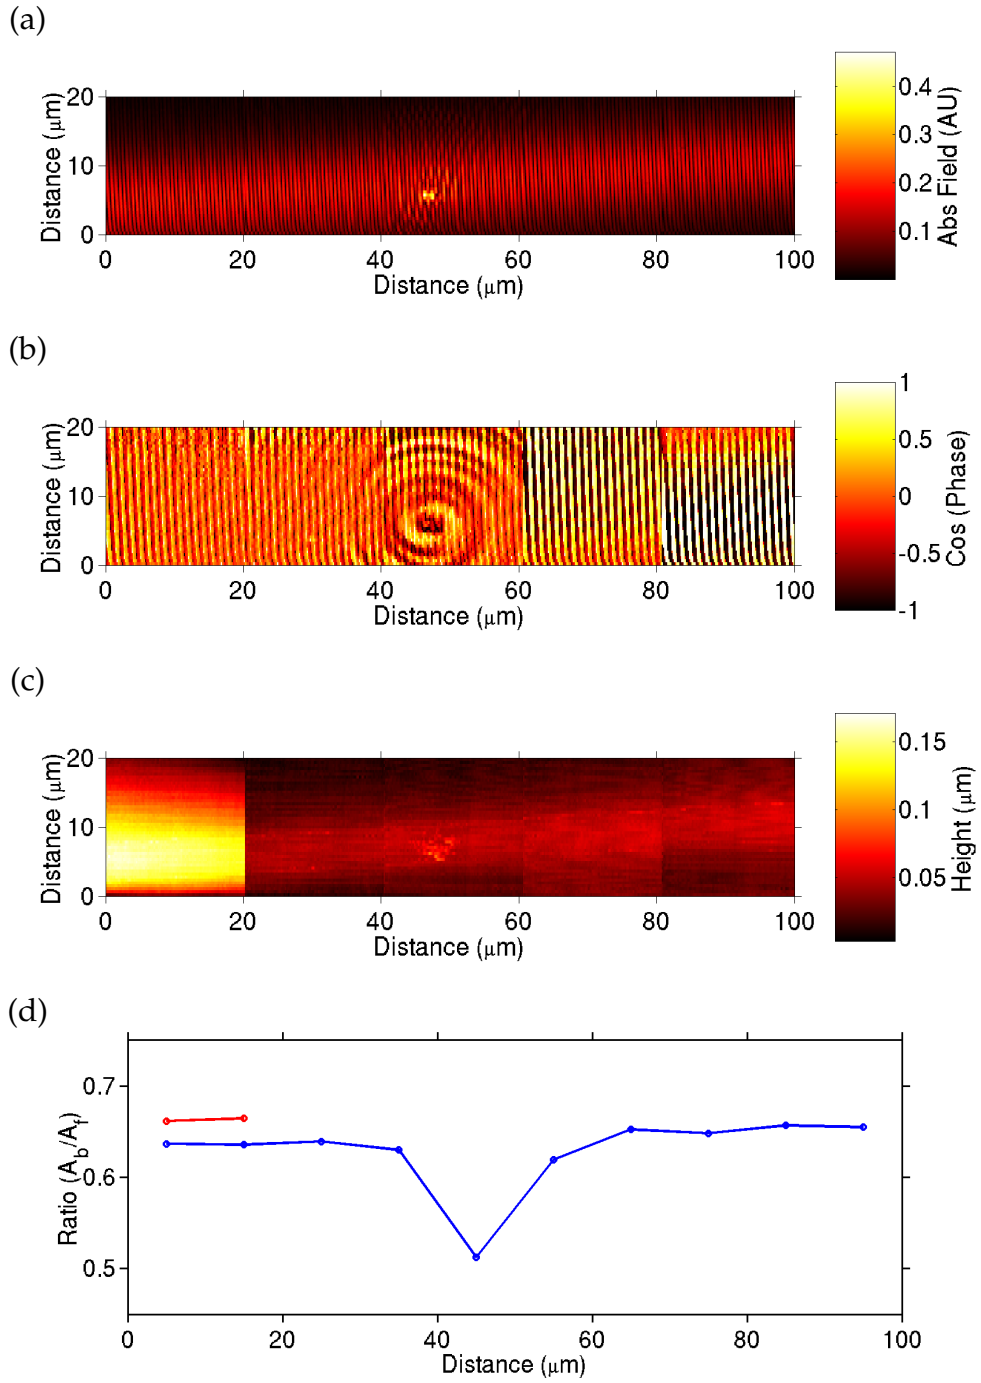 (a)
20
10
0
Distance (μm)
0 20 40 60 80 100
Distance (μm)
0.4
0.3
0.2
0.1
Abs Field (AU)
(b)
20
10
0
Distance (μm)
0 20 40 60 80 100
Distance (μm)
1
0.5
0
-0.5
-1
Cos (Phase)
(c)
20
10
0
Distance (μm)
0 20 40 60 80 100
Distance (μm)
0.15
0.1
0.05
Height (μm)
(d)
0.7
0.6
0.5
Ratio (A_b/A_f)
0 20 40 60 80 100
Distance (μm)